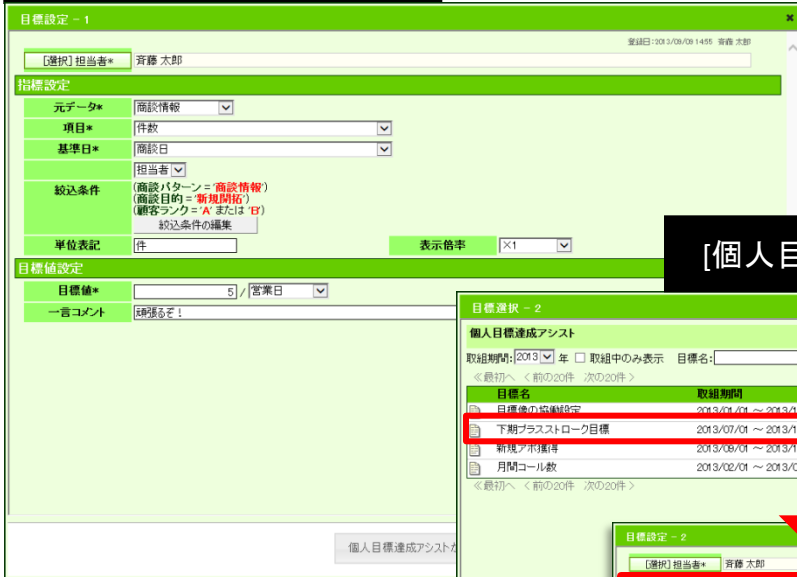 目標設定 - 1
登録日:2013/09/09 14:55 斉藤 太郎
[選択] 担当者* 斉藤 太郎
指標設定
元データ* 商談情報
項目* 件数
基準日* 商談日
担当者
絞込条件
(商談パターン = '商談情報')
(商談目的 = '新規開拓')
(顧客ランク = 'A' または 'B')
絞込条件の編集
単位表記 件 表示倍率 ×1
目標値設定
目標値* 5 / 営業日
一言コメント 頑張るぞ!
個人目標達成アシストか
[個人目
目標選択 - 2
個人目標達成アシスト
取組期間: 2013 年 取組中のみ表示 目標名:
≪最初へ <前の20件 次の20件>
目標名 取組期間
目標像の協働設定 2013/01/01 ~ 2013/1
下期プラスストローク目標 2013/07/01 ~ 2013/1
新規アポ獲得 2013/09/01 ~ 2013/1
月間コール数 2013/02/01 ~ 2013/0
≪最初へ <前の20件 次の20件>
目標設定 - 2
[選択] 担当者* 斉藤 太郎